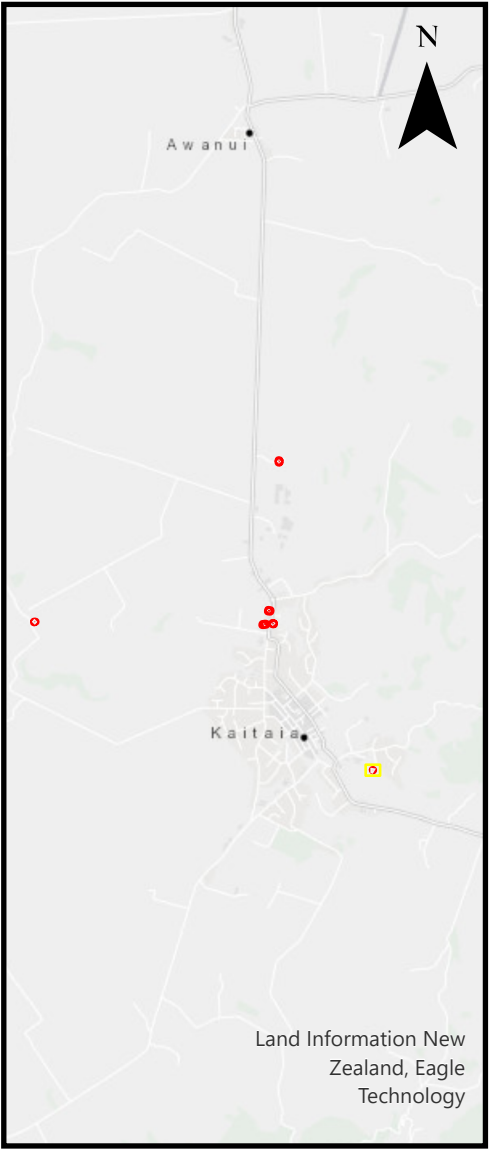 N
Awanui
Kaitaia
Land Information New
Zealand, Eagle
Technology